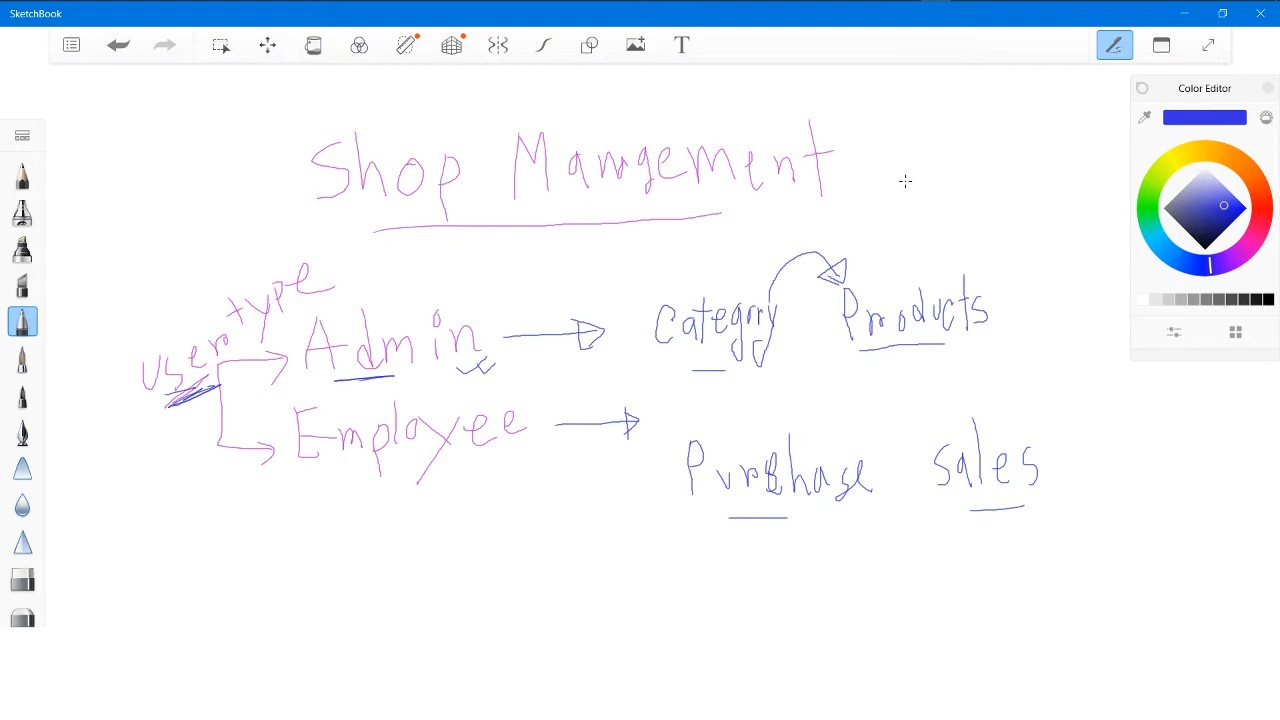 SketchBook
T
Color Editor
Shop Mangement
user type
Admin
Category Products
Employee
Purchase sales